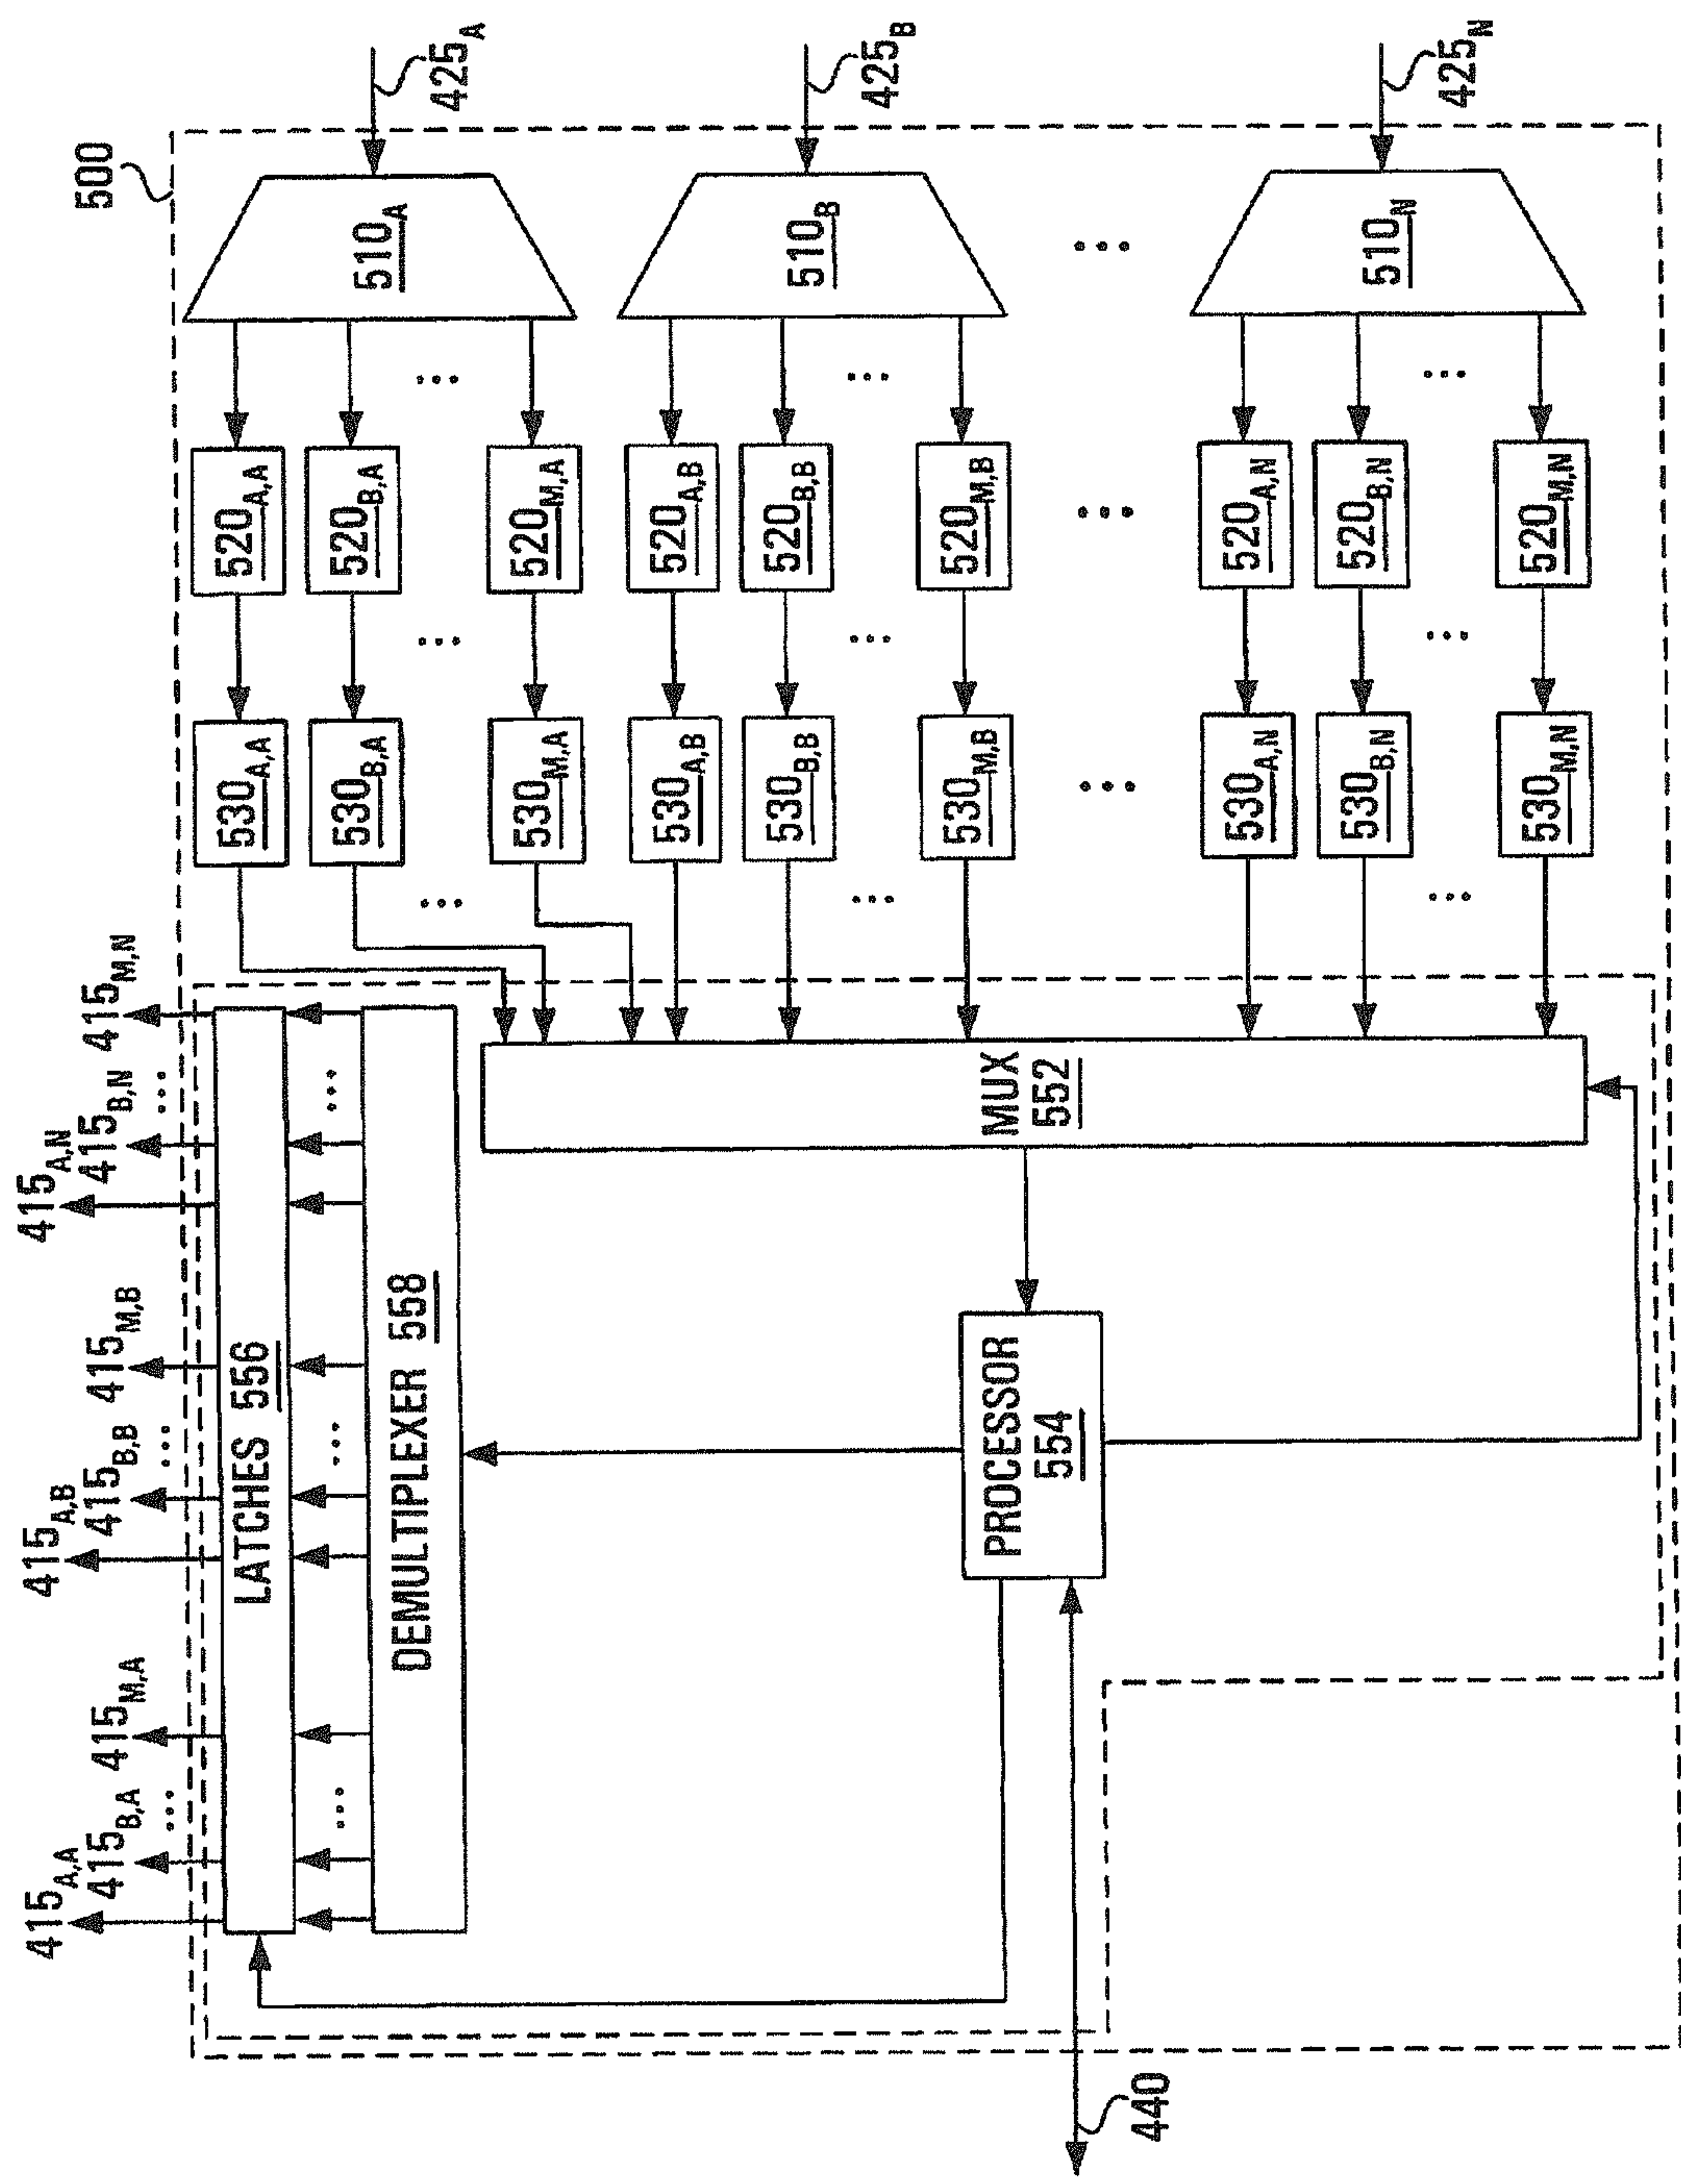 500
425A
425B
425N
510A
510B
510N
...
520A,A
520B,A
520M,A
520A,B
520B,B
520M,B
...
520A,N
520B,N
520M,N
530A,A
530B,A
530M,A
530A,B
530B,B
530M,B
...
530A,N
530B,N
530M,N
MUX
552
PROCESSOR
554
DEMULTIPLEXER 558
LATCHES 556
415A,A
415B,A
...
415M,A
415A,B
415B,B
...
415M,B
415A,N
415B,N
...
415M,N
440